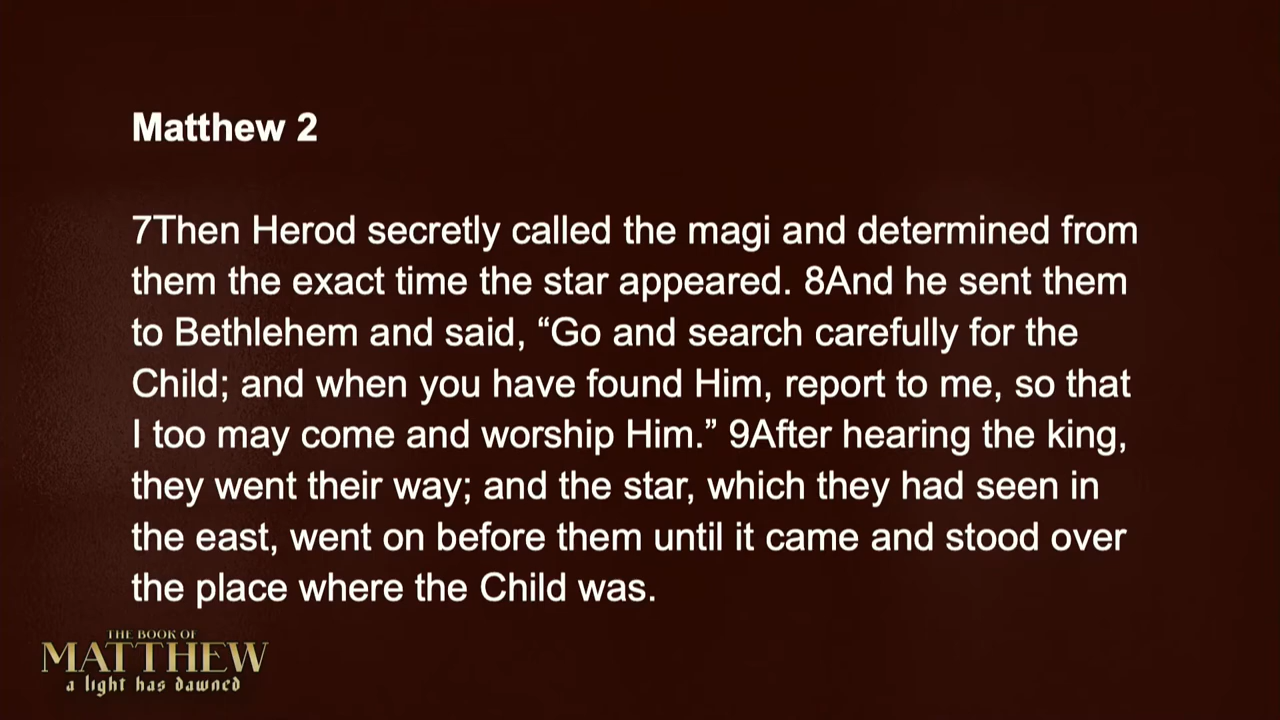 Matthew 2
7Then Herod secretly called the magi and determined from
them the exact time the star appeared. 8And he sent them
to Bethlehem and said, “Go and search carefully for the
Child; and when you have found Him, report to me, so that
I too may come and worship Him.” 9After hearing the king,
they went their way; and the star, which they had seen in
the east, went on before them until it came and stood over
the place where the Child was.
THE BOOK OF
MATTHEW
a light has dawned